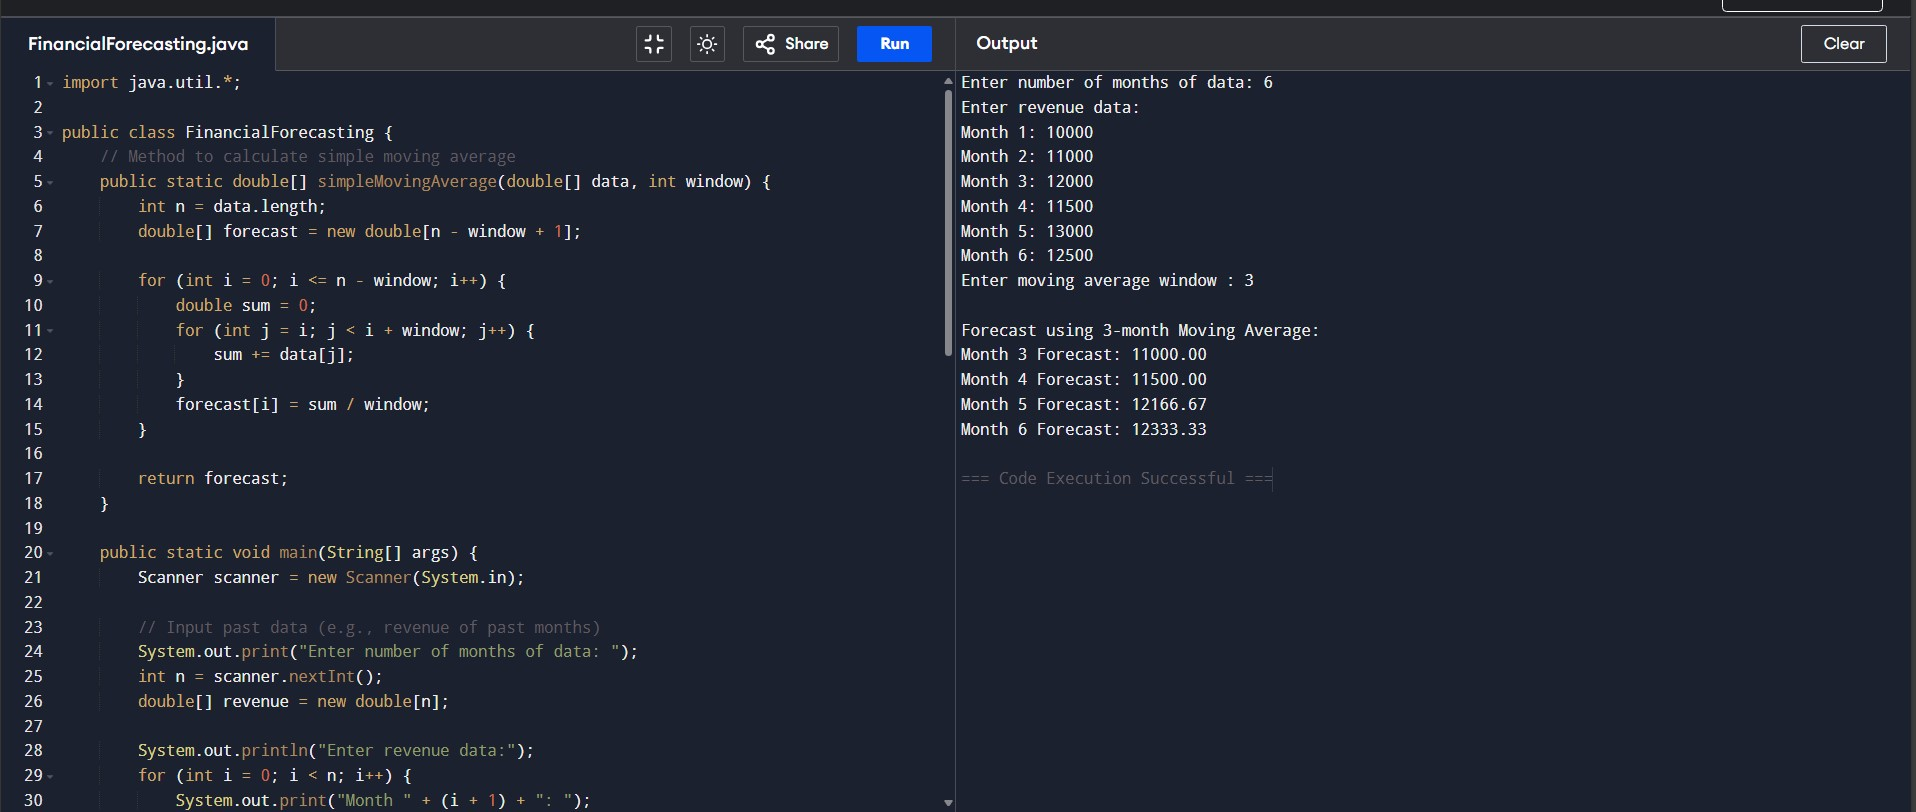 FinancialForecasting.java
Share
Run
Output
Clear
1 import java.util.*;
2
3 public class FinancialForecasting {
4     // Method to calculate simple moving average
5     public static double[] simpleMovingAverage(double[] data, int window) {
6         int n = data.length;
7         double[] forecast = new double[n - window + 1];
8
9         for (int i = 0; i <= n - window; i++) {
10             double sum = 0;
11             for (int j = i; j < i + window; j++) {
12                 sum += data[j];
13             }
14             forecast[i] = sum / window;
15         }
16
17         return forecast;
18     }
19
20     public static void main(String[] args) {
21         Scanner scanner = new Scanner(System.in);
22
23         // Input past data (e.g., revenue of past months)
24         System.out.print("Enter number of months of data: ");
25         int n = scanner.nextInt();
26         double[] revenue = new double[n];
27
28         System.out.println("Enter revenue data:");
29         for (int i = 0; i < n; i++) {
30             System.out.print("Month " + (i + 1) + ": ");
Enter number of months of data: 6
Enter revenue data:
Month 1: 10000
Month 2: 11000
Month 3: 12000
Month 4: 11500
Month 5: 13000
Month 6: 12500
Enter moving average window : 3

Forecast using 3-month Moving Average:
Month 3 Forecast: 11000.00
Month 4 Forecast: 11500.00
Month 5 Forecast: 12166.67
Month 6 Forecast: 12333.33

=== Code Execution Successful ===